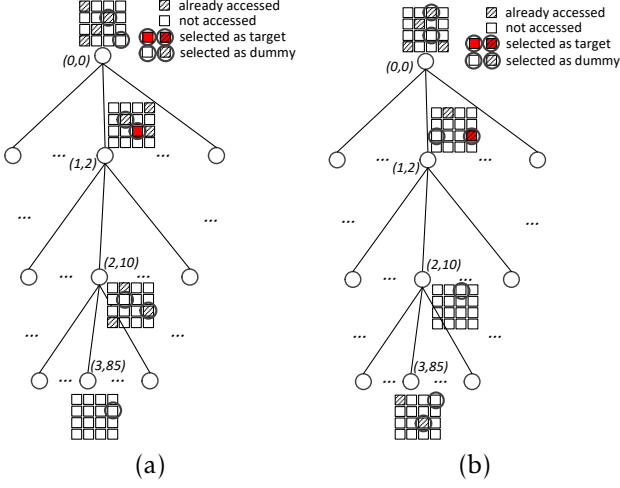 already accessed
not accessed
selected as target
selected as dummy
(0,0)
... (1,2) ...
... ...
(2,10)
... ...
... ...
(3,85)
... ...
(a)
already accessed
not accessed
selected as target
selected as dummy
(0,0)
... (1,2) ...
... ...
(2,10)
... ...
... ...
(3,85)
... ...
(b)